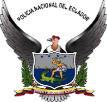 POLICIA NACIONAL DEL ECUADOR